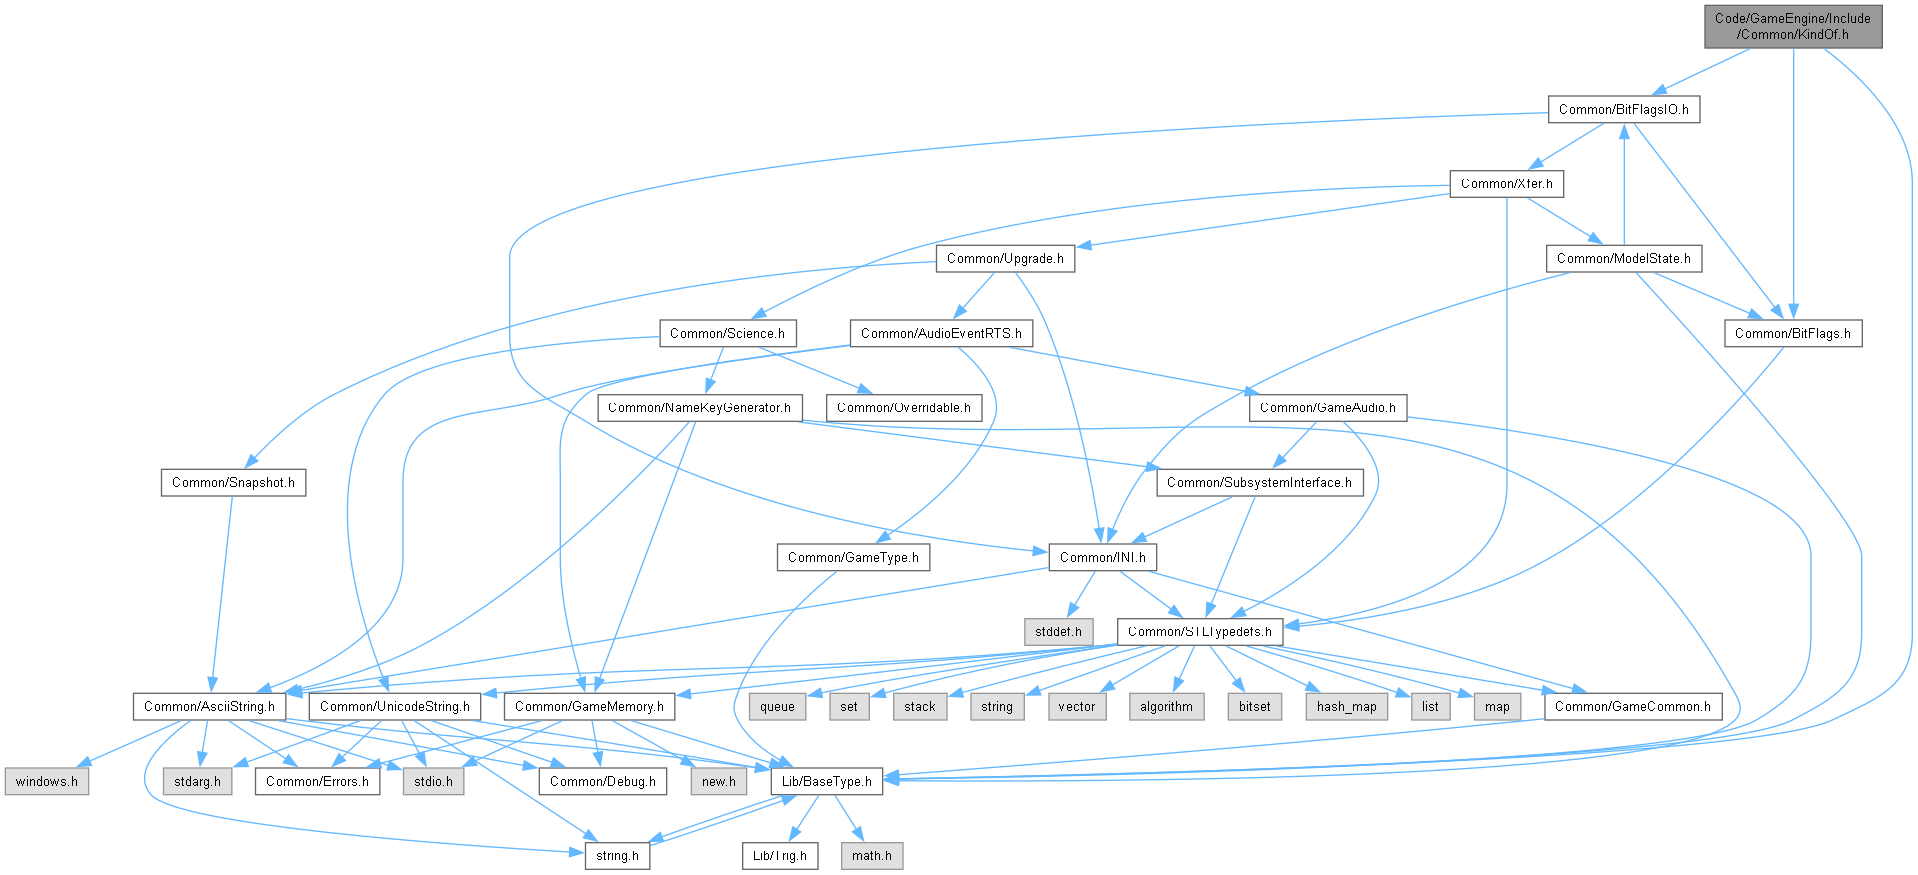 Code/GameEngine/Include
/Common/KindOf.h
Common/BitFlagsIO.h
Common/Xfer.h
Common/Upgrade.h
Common/ModelState.h
Common/Science.h
Common/AudioEventRTS.h
Common/BitFlags.h
Common/NameKeyGenerator.h
Common/Overridable.h
Common/GameAudio.h
Common/Snapshot.h
Common/SubsystemInterface.h
Common/GameType.h
Common/INI.h
stddef.h
Common/STLTypedefs.h
Common/AsciiString.h
Common/UnicodeString.h
Common/GameMemory.h
queue
set
stack
string
vector
algorithm
bitset
hash_map
list
map
Common/GameCommon.h
windows.h
stdarg.h
Common/Errors.h
stdio.h
Common/Debug.h
new.h
Lib/BaseType.h
string.h
Lib/Trig.h
math.h